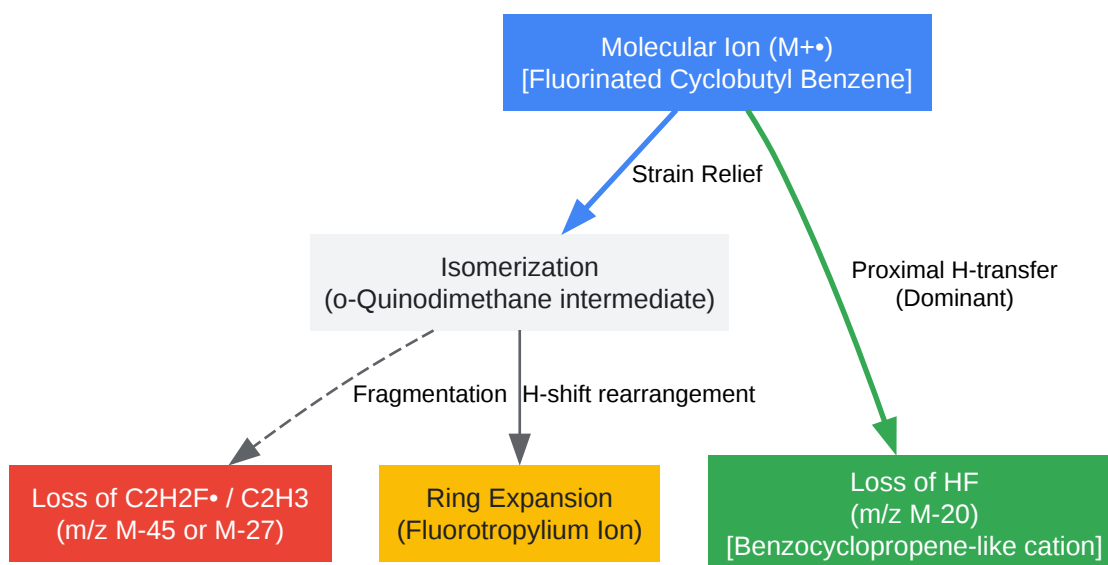 Molecular Ion (M+•)
[Fluorinated Cyclobutyl Benzene]
Strain Relief
Isomerization
(o-Quinodimethane intermediate)
Proximal H-transfer
(Dominant)
Fragmentation
H-shift rearrangement
Loss of C2H2F• / C2H3
(m/z M-45 or M-27)
Ring Expansion
(Fluorotropylium Ion)
Loss of HF
(m/z M-20)
[Benzocyclopropene-like cation]